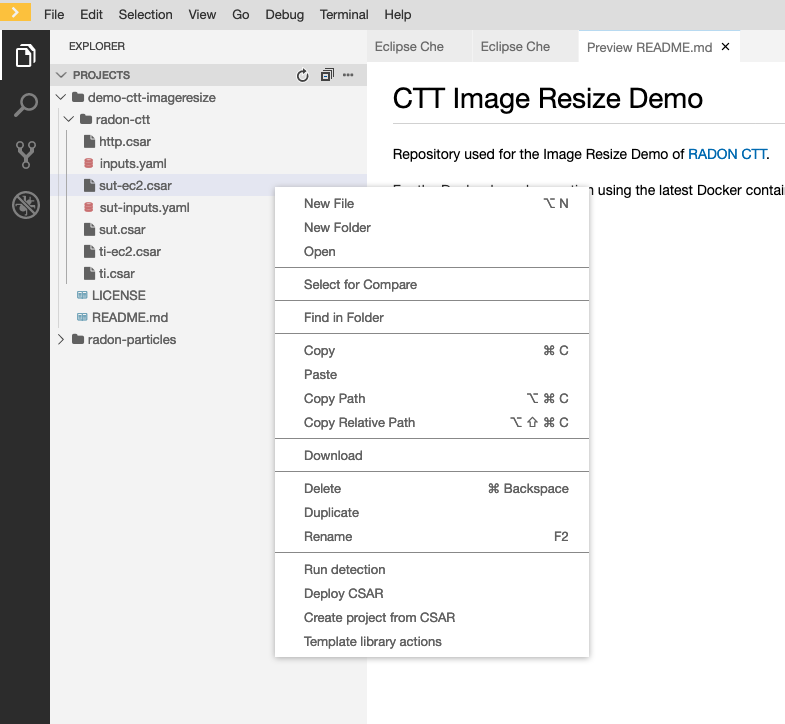 File Edit Selection View Go Debug Terminal Help
EXPLORER
Eclipse Che
Eclipse Che
Preview README.md
PROJECTS
demo-ctt-imageresize
radon-ctt
http.csar
inputs.yaml
sut-ec2.csar
sut-inputs.yaml
sut.csar
ti-ec2.csar
ti.csar
LICENSE
README.md
radon-particles
CTT Image Resize Demo
Repository used for the Image Resize Demo of RADON CTT.
using the latest Docker contai
New File ⌥ N
New Folder
Open
Select for Compare
Find in Folder
Copy ⌘ C
Paste
Copy Path ⌥ ⌘ C
Copy Relative Path ⌥ ⇧ ⌘ C
Download
Delete ⌘ Backspace
Duplicate
Rename F2
Run detection
Deploy CSAR
Create project from CSAR
Template library actions